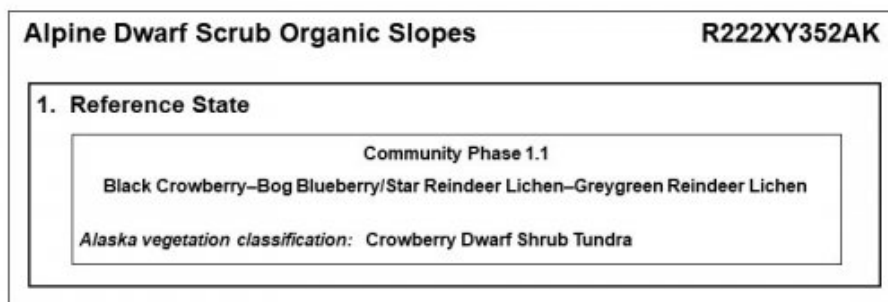 Alpine Dwarf Scrub Organic Slopes R222XY352AK
1. Reference State
Community Phase 1.1
Black Crowberry–Bog Blueberry/Star Reindeer Lichen–Greygreen Reindeer Lichen
Alaska vegetation classification: Crowberry Dwarf Shrub Tundra